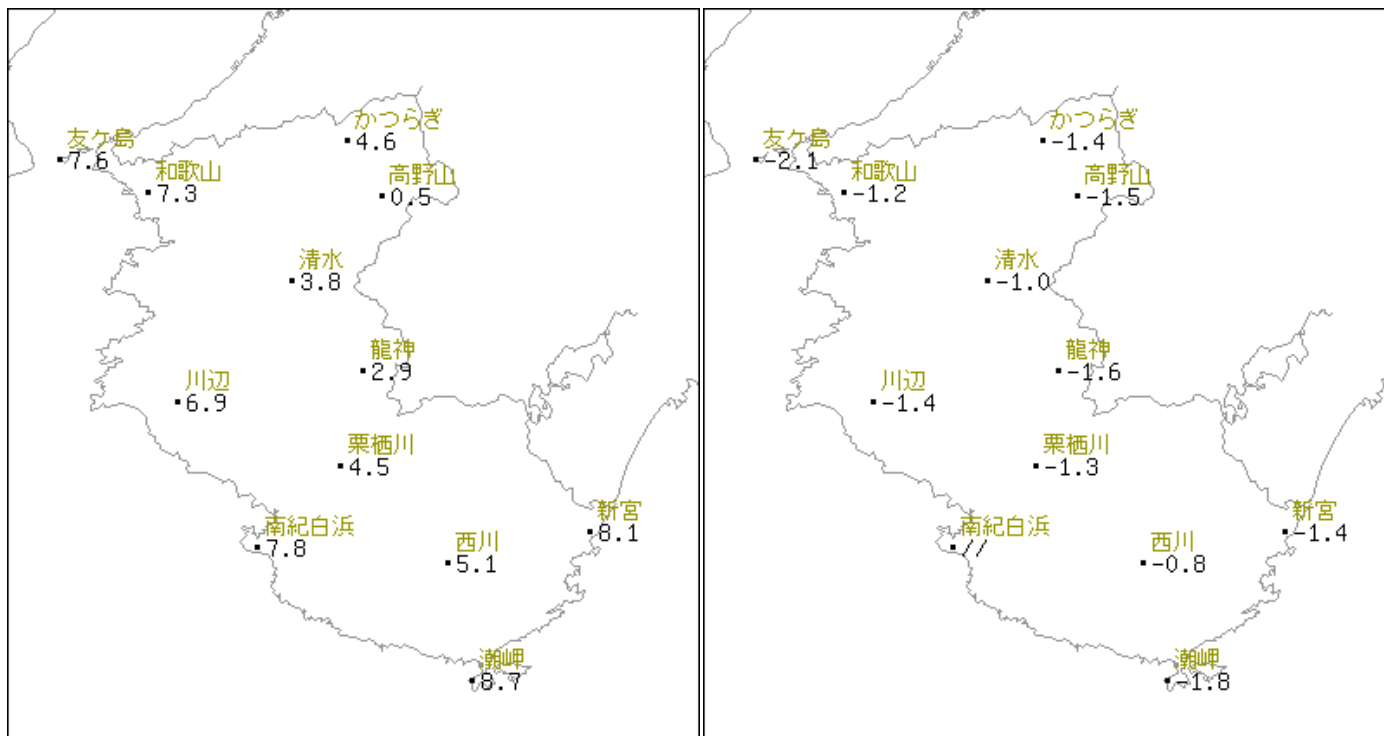 かつらぎ
4.6
友ケ島
7.6
和歌山
7.3
高野山
0.5
清水
3.8
龍神
2.9
川辺
6.9
栗栖川
4.5
南紀白浜
7.8
西川
5.1
新宮
8.1
潮岬
8.7
かつらぎ
-1.4
友ケ島
-2.1
和歌山
-1.2
高野山
-1.5
清水
-1.0
龍神
-1.6
川辺
-1.4
栗栖川
-1.3
南紀白浜
//
西川
-0.8
新宮
-1.4
潮岬
-1.8